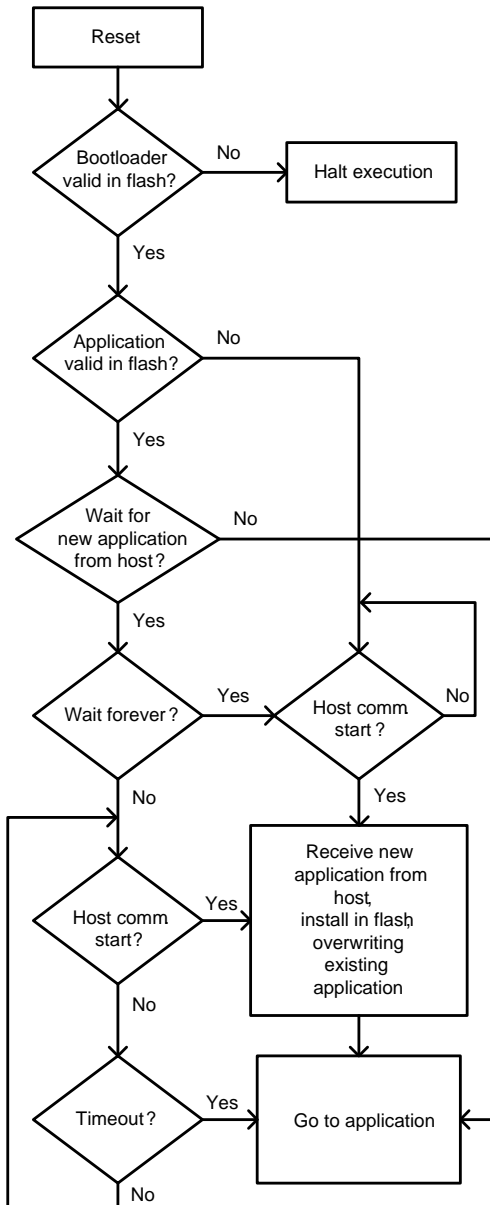 Reset
Bootloader
valid in flash?
No
Halt execution
Yes
Application
valid in flash?
No
Yes
Wait for
new application
from host?
No
Yes
Wait forever?
Yes
Host comm.
start?
No
No
Yes
Host comm.
start?
Yes
Receive new
application from
host,
install in flash,
overwriting
existing
application
No
Timeout?
Yes
Go to application
No